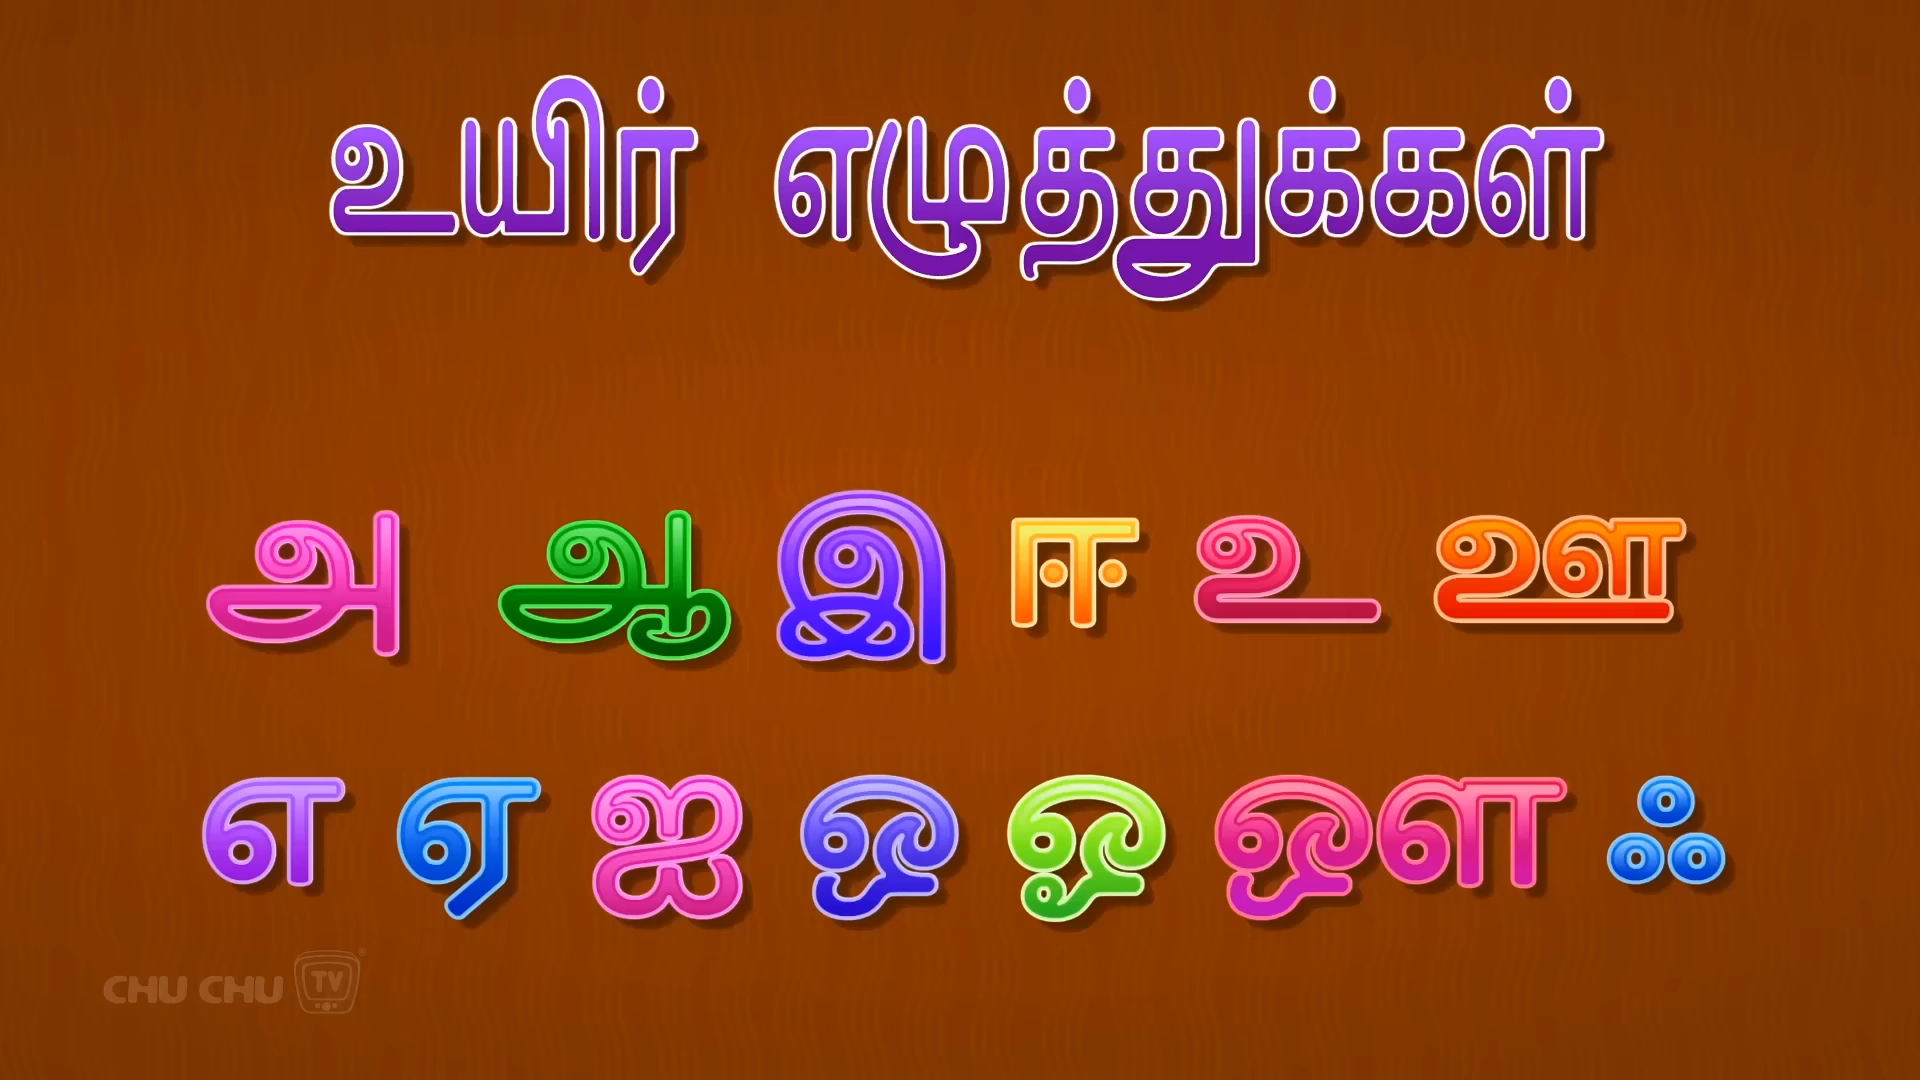 உயிர் எழுத்துக்கள்
அ ஆ இ ஈ உ ஊ
எ ஏ ஐ ஒ ஓ ஔ ஃ
CHU CHU TV